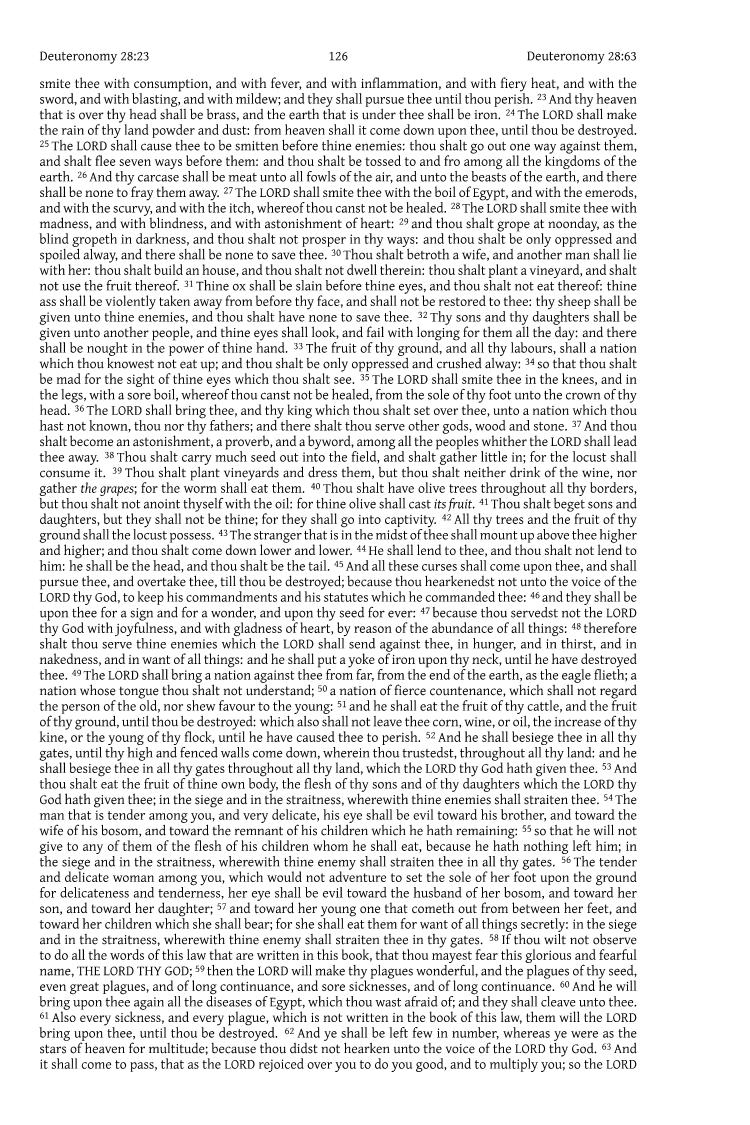 Deuteronomy 28:23 126 Deuteronomy 28:63
smite thee with consumption, and with fever, and with inflammation, and with fiery heat, and with the
sword, and with blasting, and with mildew; and they shall pursue thee until thou perish. 23 And thy heaven
that is over thy head shall be brass, and the earth that is under thee shall be iron. 24 The LORD shall make
the rain of thy land powder and dust: from heaven shall it come down upon thee, until thou be destroyed.
25 The LORD shall cause thee to be smitten before thine enemies: thou shalt go out one way against them,
and shalt flee seven ways before them: and thou shalt be tossed to and fro among all the kingdoms of the
earth. 26 And thy carcase shall be meat unto all fowls of the air, and unto the beasts of the earth, and there
shall be none to fray them away. 27 The LORD shall smite thee with the boil of Egypt, and with the emerods,
and with the scurvy, and with the itch, whereof thou canst not be healed. 28 The LORD shall smite thee with
madness, and with blindness, and with astonishment of heart: 29 and thou shalt grope at noonday, as the
blind gropeth in darkness, and thou shalt not prosper in thy ways: and thou shalt be only oppressed and
spoiled alway, and there shall be none to save thee. 30 Thou shalt betroth a wife, and another man shall lie
with her: thou shalt build an house, and thou shalt not dwell therein: thou shalt plant a vineyard, and shalt
not use the fruit thereof. 31 Thine ox shall be slain before thine eyes, and thou shalt not eat thereof: thine
ass shall be violently taken away from before thy face, and shall not be restored to thee: thy sheep shall be
given unto thine enemies, and thou shalt have none to save thee. 32 Thy sons and thy daughters shall be
given unto another people, and thine eyes shall look, and fail with longing for them all the day: and there
shall be nought in the power of thine hand. 33 The fruit of thy ground, and all thy labours, shall a nation
which thou knowest not eat up; and thou shalt be only oppressed and crushed alway: 34 so that thou shalt
be mad for the sight of thine eyes which thou shalt see. 35 The LORD shall smite thee in the knees, and in
the legs, with a sore boil, whereof thou canst not be healed, from the sole of thy foot unto the crown of thy
head. 36 The LORD shall bring thee, and thy king which thou shalt set over thee, unto a nation which thou
hast not known, thou nor thy fathers; and there shalt thou serve other gods, wood and stone. 37 And thou
shalt become an astonishment, a proverb, and a byword, among all the peoples whither the LORD shall lead
thee away. 38 Thou shalt carry much seed out into the field, and shalt gather little in; for the locust shall
consume it. 39 Thou shalt plant vineyards and dress them, but thou shalt neither drink of the wine, nor
gather the grapes; for the worm shall eat them. 40 Thou shalt have olive trees throughout all thy borders,
but thou shalt not anoint thyself with the oil: for thine olive shall cast its fruit. 41 Thou shalt beget sons and
daughters, but they shall not be thine; for they shall go into captivity. 42 All thy trees and the fruit of thy
ground shall the locust possess. 43 The stranger that is in the midst of thee shall mount up above thee higher
and higher; and thou shalt come down lower and lower. 44 He shall lend to thee, and thou shalt not lend to
him: he shall be the head, and thou shalt be the tail. 45 And all these curses shall come upon thee, and shall
pursue thee, and overtake thee, till thou be destroyed; because thou hearkenedst not unto the voice of the
LORD thy God, to keep his commandments and his statutes which he commanded thee: 46 and they shall be
upon thee for a sign and for a wonder, and upon thy seed for ever: 47 because thou servedst not the LORD
thy God with joyfulness, and with gladness of heart, by reason of the abundance of all things: 48 therefore
shalt thou serve thine enemies which the LORD shall send against thee, in hunger, and in thirst, and in
nakedness, and in want of all things: and he shall put a yoke of iron upon thy neck, until he have destroyed
thee. 49 The LORD shall bring a nation against thee from far, from the end of the earth, as the eagle flieth; a
nation whose tongue thou shalt not understand; 50 a nation of fierce countenance, which shall not regard
the person of the old, nor shew favour to the young: 51 and he shall eat the fruit of thy cattle, and the fruit
of thy ground, until thou be destroyed: which also shall not leave thee corn, wine, or oil, the increase of thy
kine, or the young of thy flock, until he have caused thee to perish. 52 And he shall besiege thee in all thy
gates, until thy high and fenced walls come down, wherein thou trustedst, throughout all thy land: and he
shall besiege thee in all thy gates throughout all thy land, which the LORD thy God hath given thee. 53 And
thou shalt eat the fruit of thine own body, the flesh of thy sons and of thy daughters which the LORD thy
God hath given thee; in the siege and in the straitness, wherewith thine enemies shall straiten thee. 54 The
man that is tender among you, and very delicate, his eye shall be evil toward his brother, and toward the
wife of his bosom, and toward the remnant of his children which he hath remaining: 55 so that he will not
give to any of them of the flesh of his children whom he shall eat, because he hath nothing left him; in
the siege and in the straitness, wherewith thine enemy shall straiten thee in all thy gates. 56 The tender
and delicate woman among you, which would not adventure to set the sole of her foot upon the ground
for delicateness and tenderness, her eye shall be evil toward the husband of her bosom, and toward her
son, and toward her daughter; 57 and toward her young one that cometh out from between her feet, and
toward her children which she shall bear; for she shall eat them for want of all things secretly: in the siege
and in the straitness, wherewith thine enemy shall straiten thee in thy gates. 58 If thou wilt not observe
to do all the words of this law that are written in this book, that thou mayest fear this glorious and fearful
name, THE LORD THY GOD; 59 then the LORD will make thy plagues wonderful, and the plagues of thy seed,
even great plagues, and of long continuance, and sore sicknesses, and of long continuance. 60 And he will
bring upon thee again all the diseases of Egypt, which thou wast afraid of; and they shall cleave unto thee.
61 Also every sickness, and every plague, which is not written in the book of this law, them will the LORD
bring upon thee, until thou be destroyed. 62 And ye shall be left few in number, whereas ye were as the
stars of heaven for multitude; because thou didst not hearken unto the voice of the LORD thy God. 63 And
it shall come to pass, that as the LORD rejoiced over you to do you good, and to multiply you; so the LORD